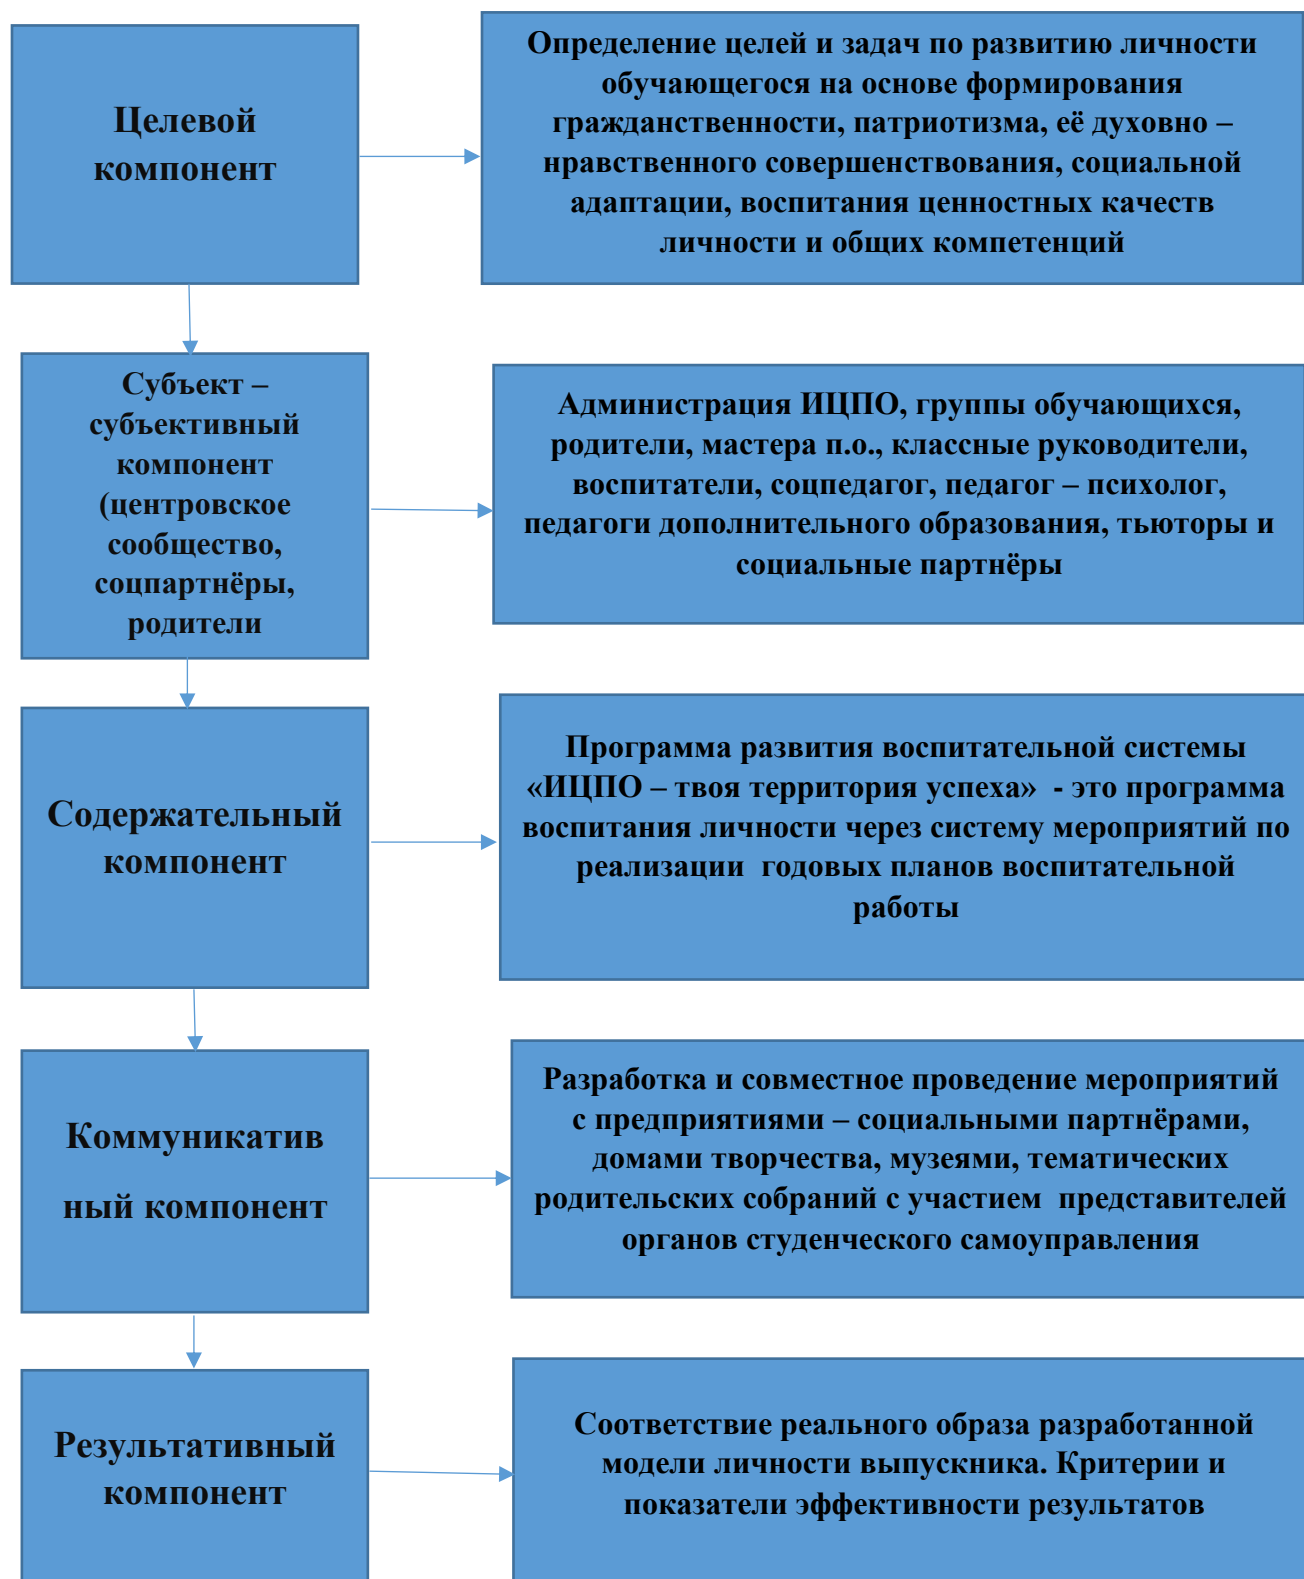 Целевой
компонент
Определение целей и задач по развитию личности
обучающегося на основе формирования
гражданственности, патриотизма, её духовно –
нравственного совершенствования, социальной
адаптации, воспитания ценностных качеств
личности и общих компетенций
Субъект –
субъективный
компонент
(центровское
сообщество,
соцпартнёры,
родители
Администрация ИЦПО, группы обучающихся,
родители, мастера п.о., классные руководители,
воспитатели, соцпедагог, педагог – психолог,
педагоги дополнительного образования, тьюторы и
социальные партнёры
Содержательный
компонент
Программа развития воспитательной системы
«ИЦПО – твоя территория успеха» - это программа
воспитания личности через систему мероприятий по
реализации годовых планов воспитательной
работы
Коммуникатив
ный компонент
Разработка и совместное проведение мероприятий
с предприятиями – социальными партнёрами,
домами творчества, музеями, тематических
родительских собраний с участием представителей
органов студенческого самоуправления
Результативный
компонент
Соответствие реального образа разработанной
модели личности выпускника. Критерии и
показатели эффективности результатов